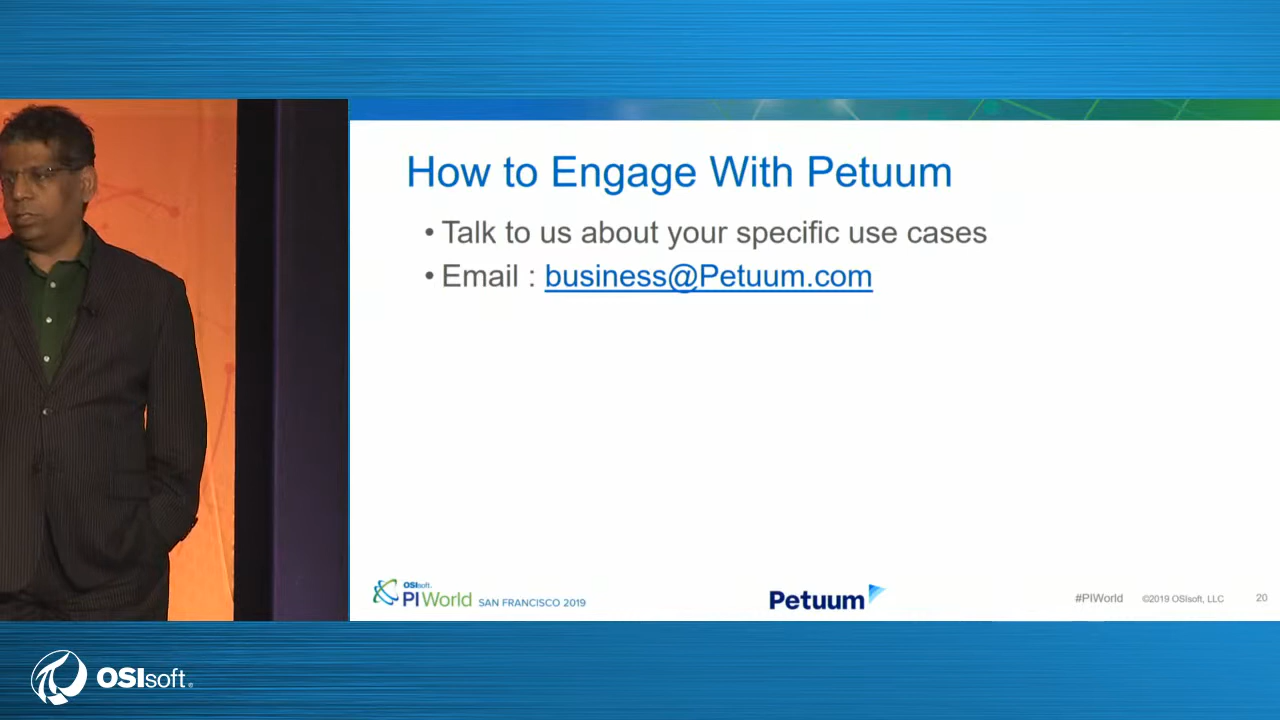 How to Engage With Petuum
• Talk to us about your specific use cases
• Email : business@Petuum.com
OSIsoft.
PI World SAN FRANCISCO 2019
Petuum
#PIWorld ©2019 OSIsoft, LLC 20
OSIsoft®